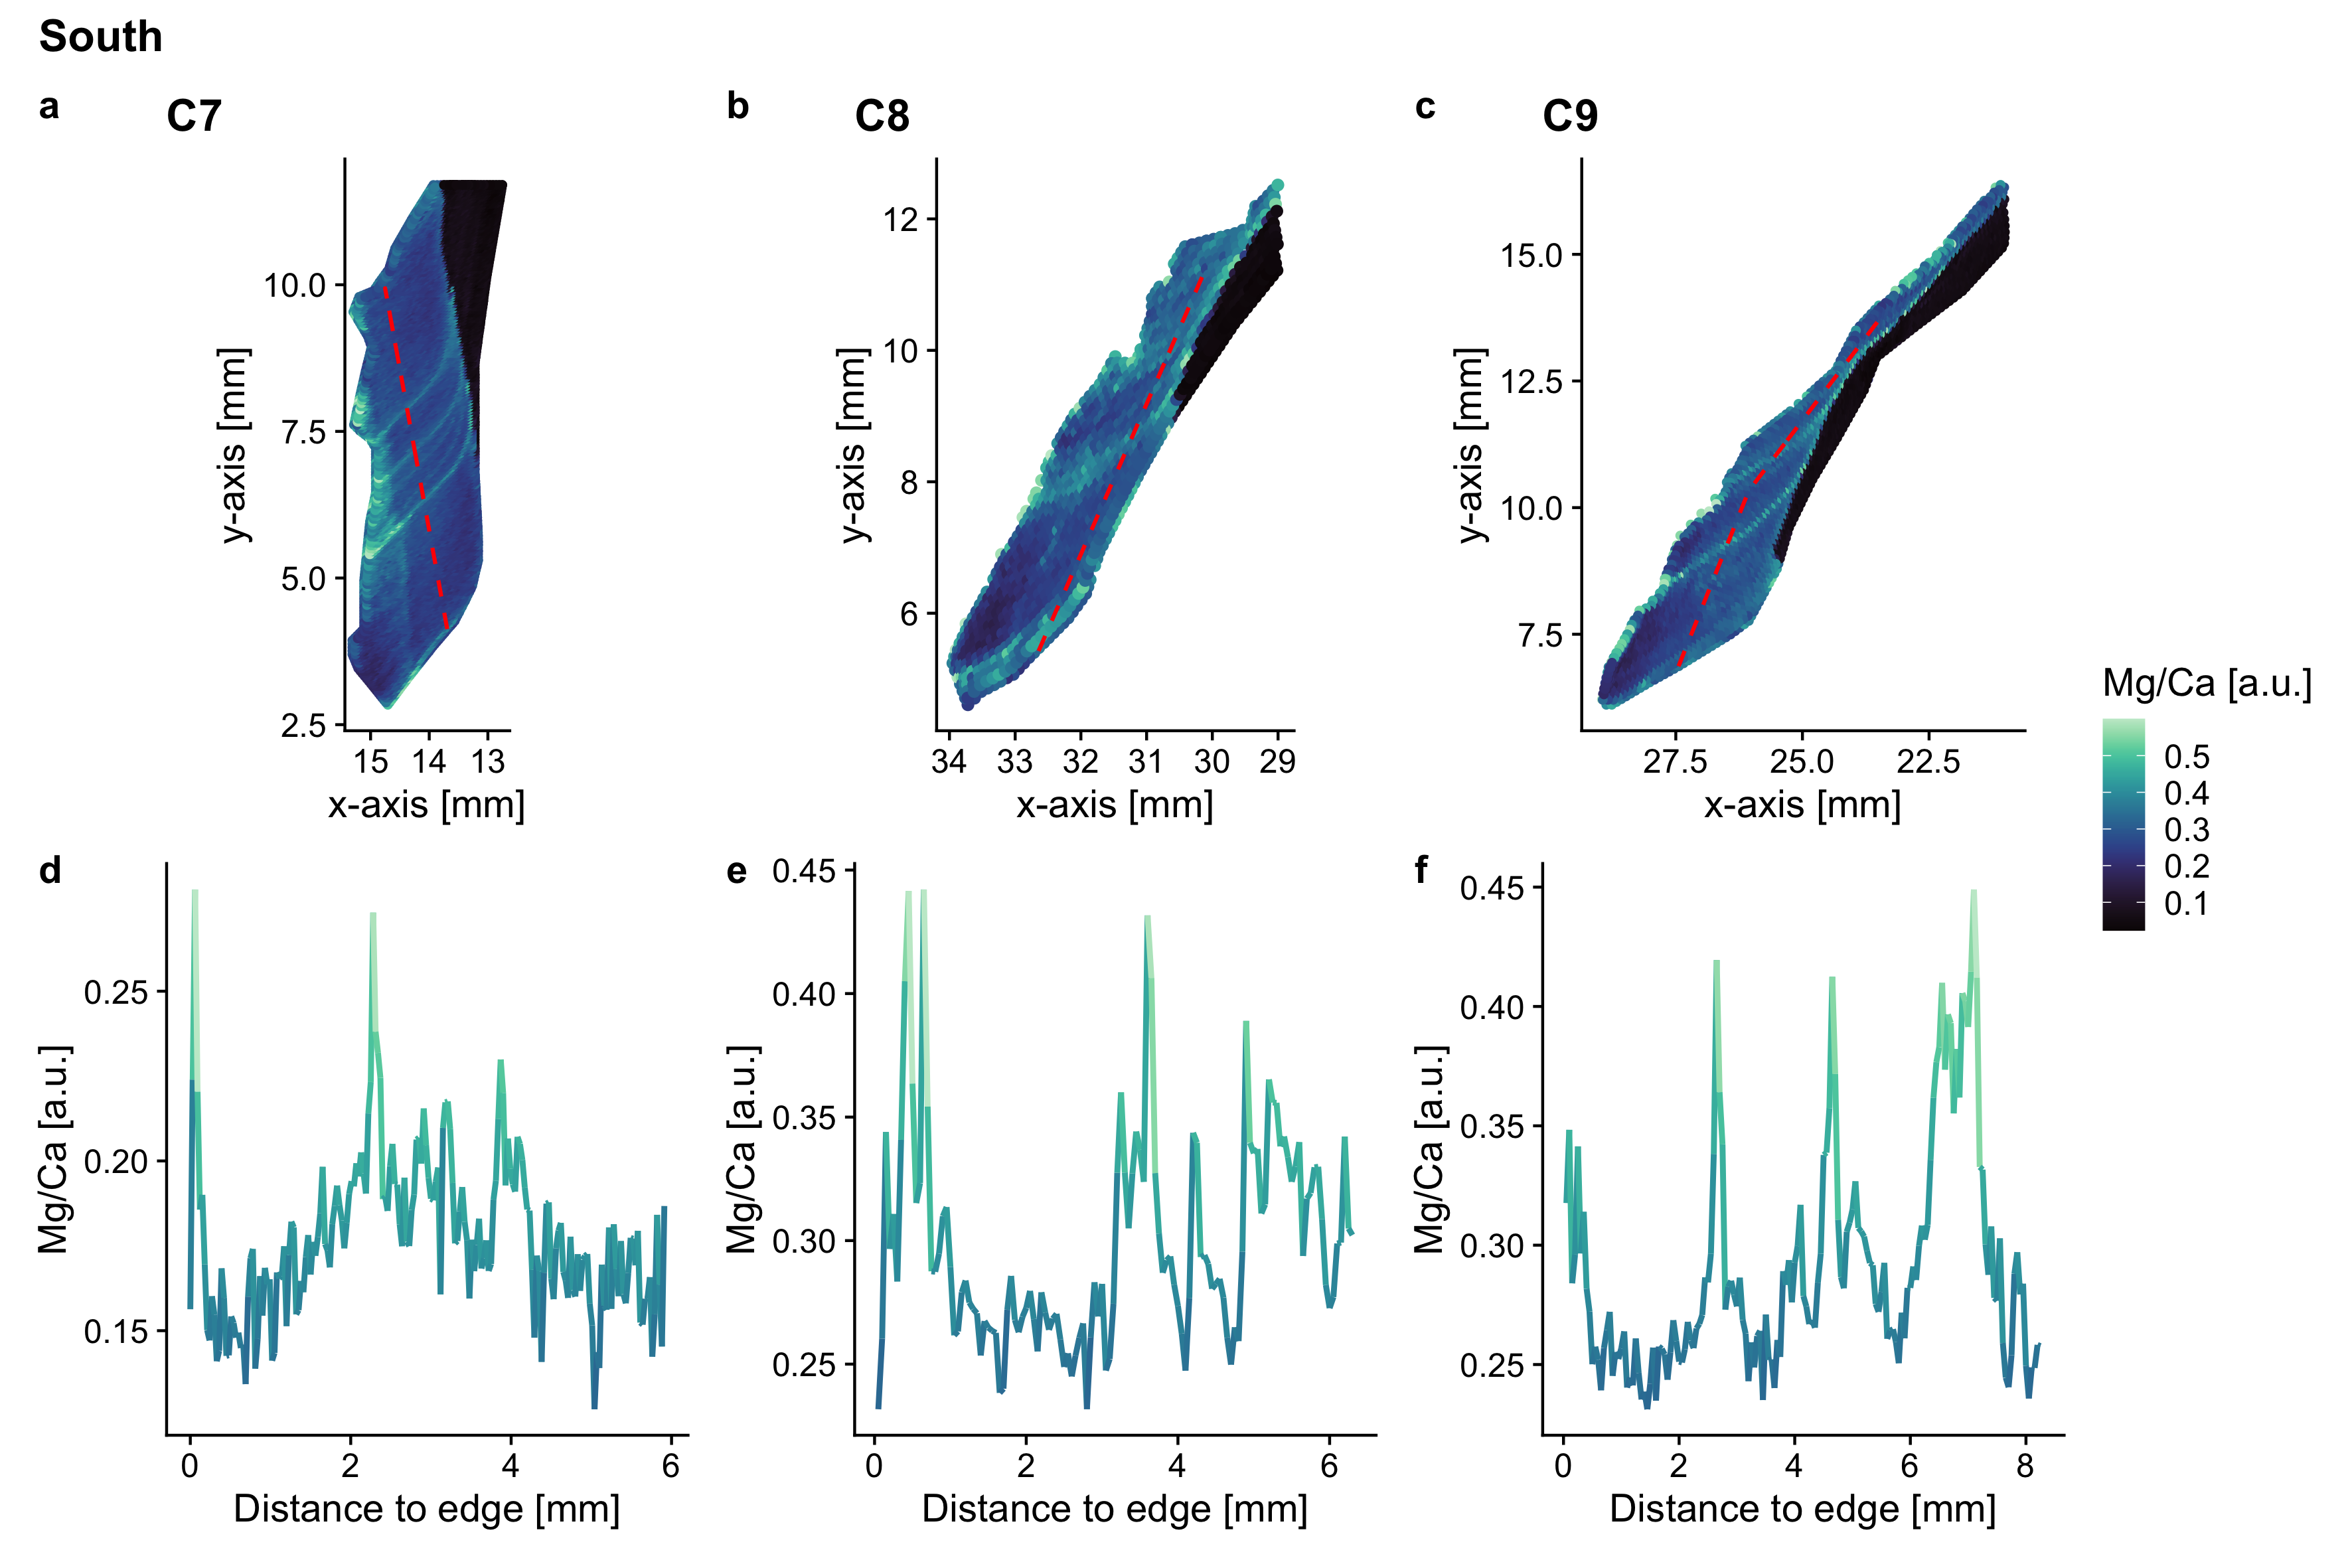 South
a C7
b C8
c C9
10.0
7.5
5.0
2.5
y-axis [mm]
15 14 13
x-axis [mm]
12
10
8
6
y-axis [mm]
34 33 32 31 30 29
x-axis [mm]
15.0
12.5
10.0
7.5
y-axis [mm]
27.5 25.0 22.5
x-axis [mm]
Mg/Ca [a.u.]
0.5
0.4
0.3
0.2
0.1
d
0.25
0.20
0.15
Mg/Ca [a.u.]
0 2 4 6
Distance to edge [mm]
e
0.45
0.40
0.35
0.30
0.25
Mg/Ca [a.u.]
0 2 4 6
Distance to edge [mm]
f
0.45
0.40
0.35
0.30
0.25
Mg/Ca [a.u.]
0 2 4 6 8
Distance to edge [mm]